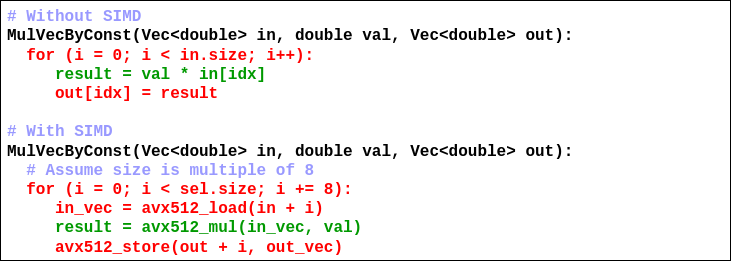 # Without SIMD
MulVecByConst(Vec<double> in, double val, Vec<double> out):
  for (i = 0; i < in.size; i++):
     result = val * in[idx]
     out[idx] = result

# With SIMD
MulVecByConst(Vec<double> in, double val, Vec<double> out):
  # Assume size is multiple of 8
  for (i = 0; i < sel.size; i += 8):
     in_vec = avx512_load(in + i)
     result = avx512_mul(in_vec, val)
     avx512_store(out + i, out_vec)